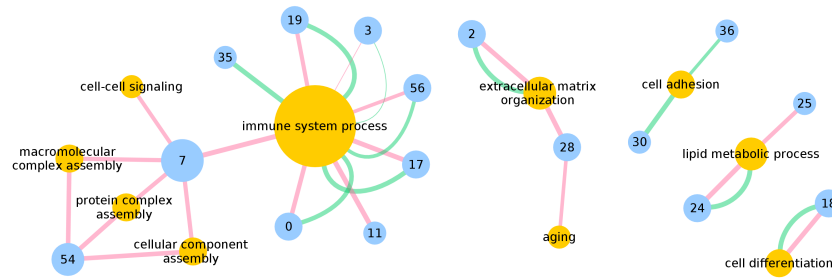 19
3
2
36
35
cell-cell signaling
56
extracellular matrix
organization
cell adhesion
25
immune system process
macromolecular
complex assembly
7
17
28
30
lipid metabolic process
protein complex
assembly
24
18
0
11
aging
cellular component
assembly
54
cell differentiation